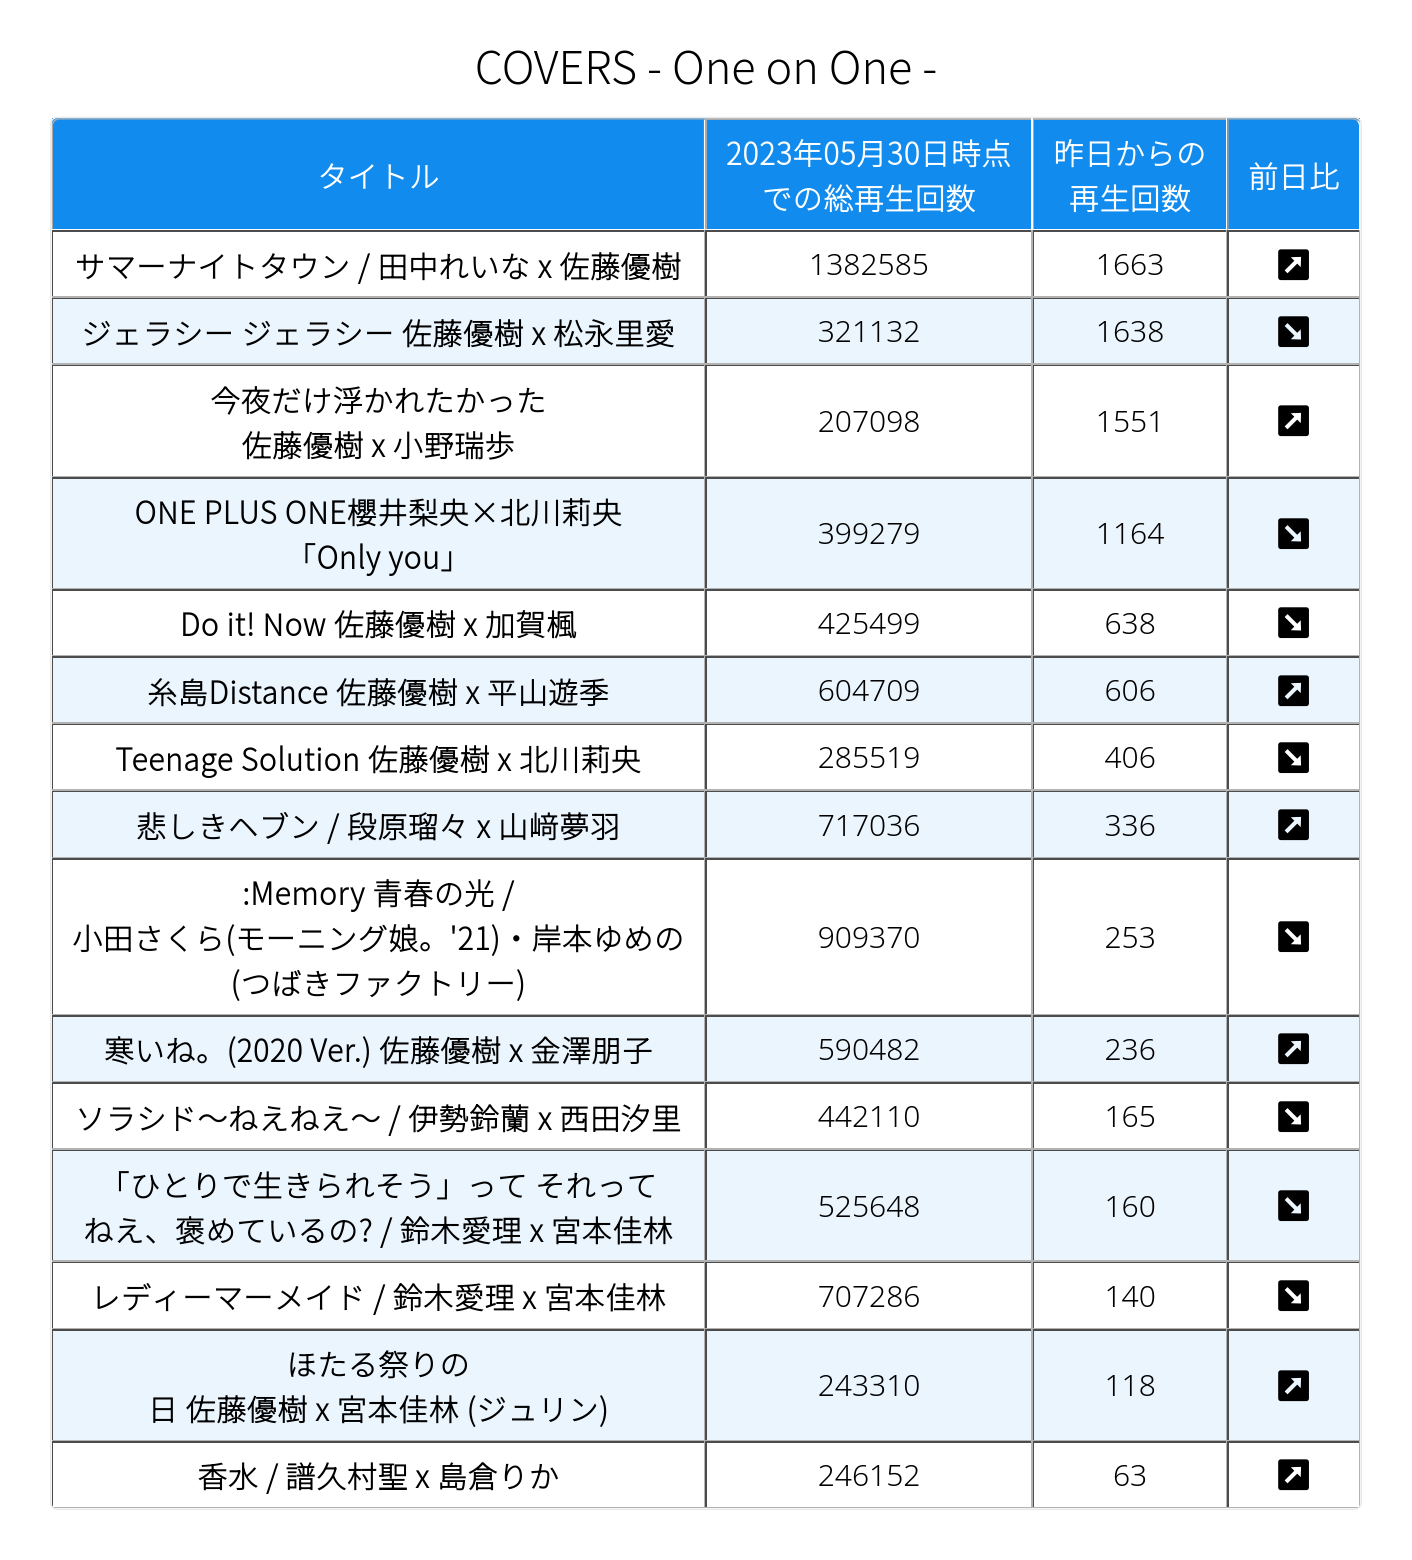 COVERS - One on One -
タイトル
2023年05月30日時点
での総再生回数
昨日からの
再生回数
前日比
サマーナイトタウン / 田中れいな x 佐藤優樹
1382585
1663
ジェラシー ジェラシー 佐藤優樹 x 松永里愛
321132
1638
今夜だけ浮かれたかった
佐藤優樹 x 小野瑞歩
207098
1551
ONE PLUS ONE櫻井梨央×北川莉央
「Only you」
399279
1164
Do it! Now 佐藤優樹 x 加賀楓
425499
638
糸島Distance 佐藤優樹 x 平山遊季
604709
606
Teenage Solution 佐藤優樹 x 北川莉央
285519
406
悲しきヘブン / 段原瑠々 x 山﨑夢羽
717036
336
:Memory 青春の光 /
小田さくら(モーニング娘。'21)・岸本ゆめの
(つばきファクトリー)
909370
253
寒いね。(2020 Ver.) 佐藤優樹 x 金澤朋子
590482
236
ソラシド～ねえねえ～ / 伊勢鈴蘭 x 西田汐里
442110
165
「ひとりで生きられそう」って それって
ねえ、褒めているの? / 鈴木愛理 x 宮本佳林
525648
160
レディーマーメイド / 鈴木愛理 x 宮本佳林
707286
140
ほたる祭りの
日 佐藤優樹 x 宮本佳林 (ジュリン)
243310
118
香水 / 譜久村聖 x 島倉りか
246152
63